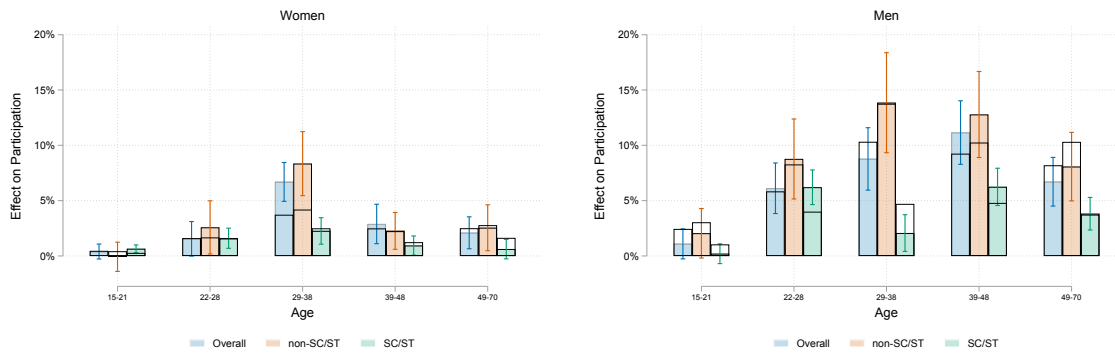 Women
Effect on Participation
20%
15%
10%
5%
0%
15-21 22-28 29-38 39-48 49-70
Age
Overall non-SC/ST SC/ST
Men
Effect on Participation
20%
15%
10%
5%
0%
15-21 22-28 29-38 39-48 49-70
Age
Overall non-SC/ST SC/ST